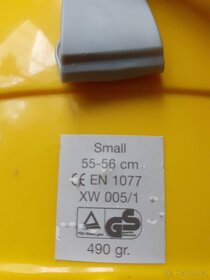 Small
55-56 cm
CE EN 1077
XW 005/1
GS
490 gr.